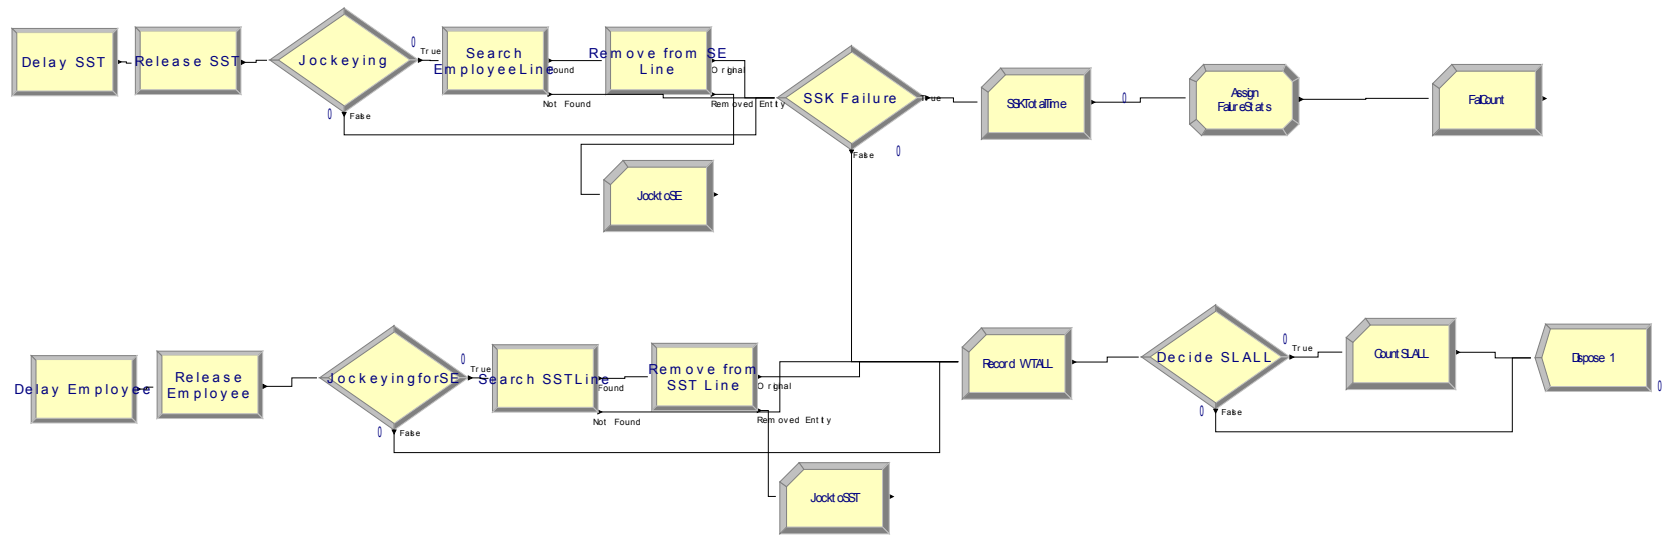 Delay SST
Release SST
Jockeying
0
True
0
False
Search
EmployeeLine
Found
Not Found
Remove from SE
Line
Original
Removed Entity
SSK Failure
True
0
False
0
SSKTotalTime
Assign
FailureStats
FailCount
JocktoSE
Delay Employee
Release
Employee
JockeyingforSE
0
True
0
False
Search SSTLine
Found
Not Found
Remove from
SST Line
Original
Removed Entity
JocktoSST
Record WTALL
Decide SLALL
0
True
0
False
Count SLALL
Dispose 1
0